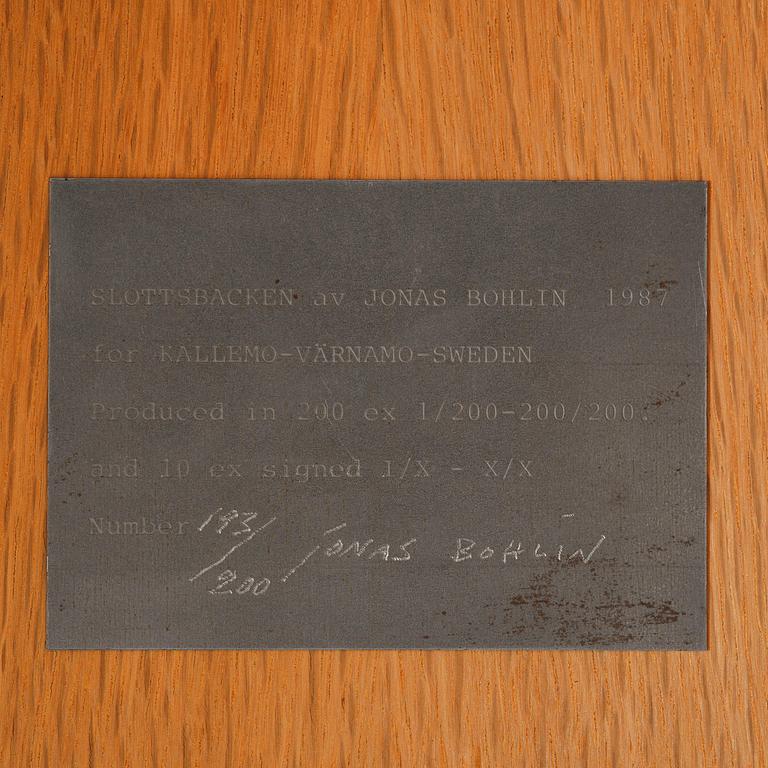 SLOTTSBACKEN av JONAS BOHLIN 1987
for KALLEMO-VÄRNAMO-SWEDEN
Produced in 200 ex 1/200-200/200.
and 10 ex signed 1/X - X/X
Number 193/200 JONAS BOHLIN